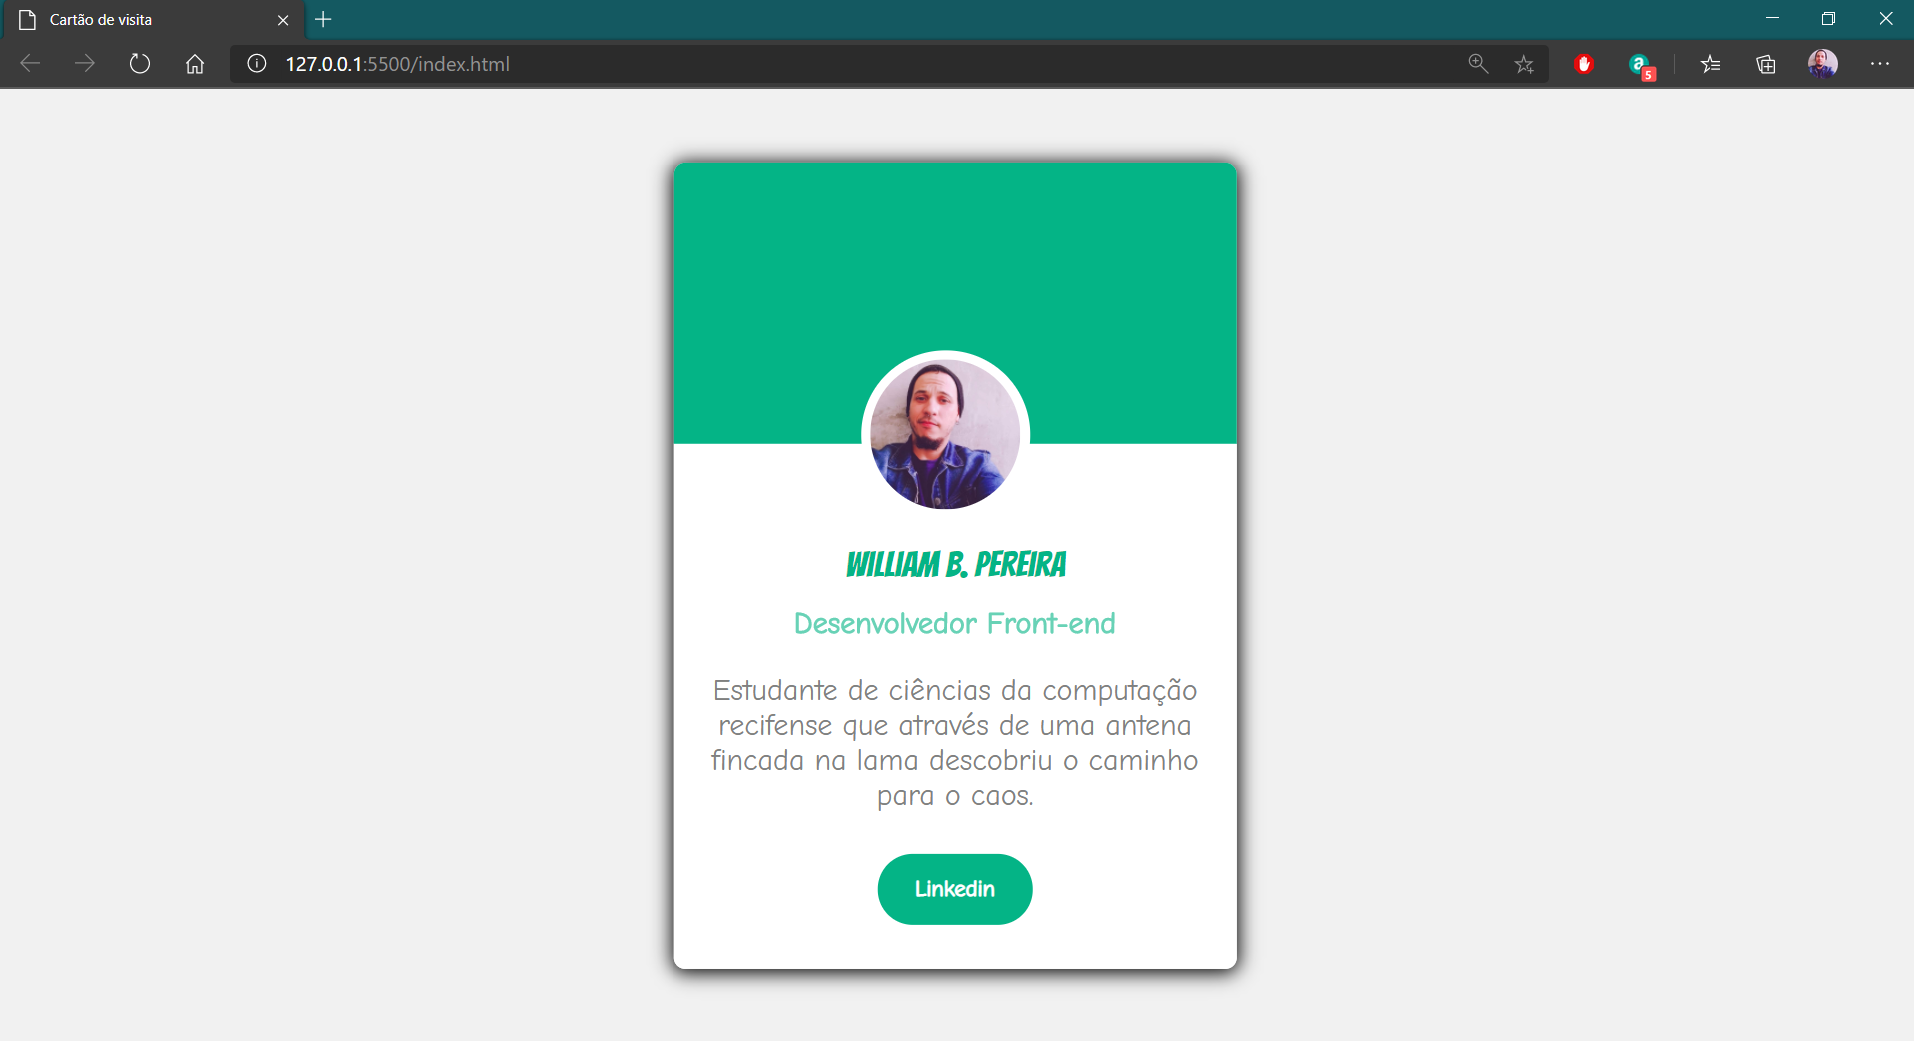 Cartão de visita
127.0.0.1:5500/index.html
a
5
WILLIAM B. PEREIRA
Desenvolvedor Front-end
Estudante de ciências da computação
recifense que através de uma antena
fincada na lama descobriu o caminho
para o caos.
Linkedin